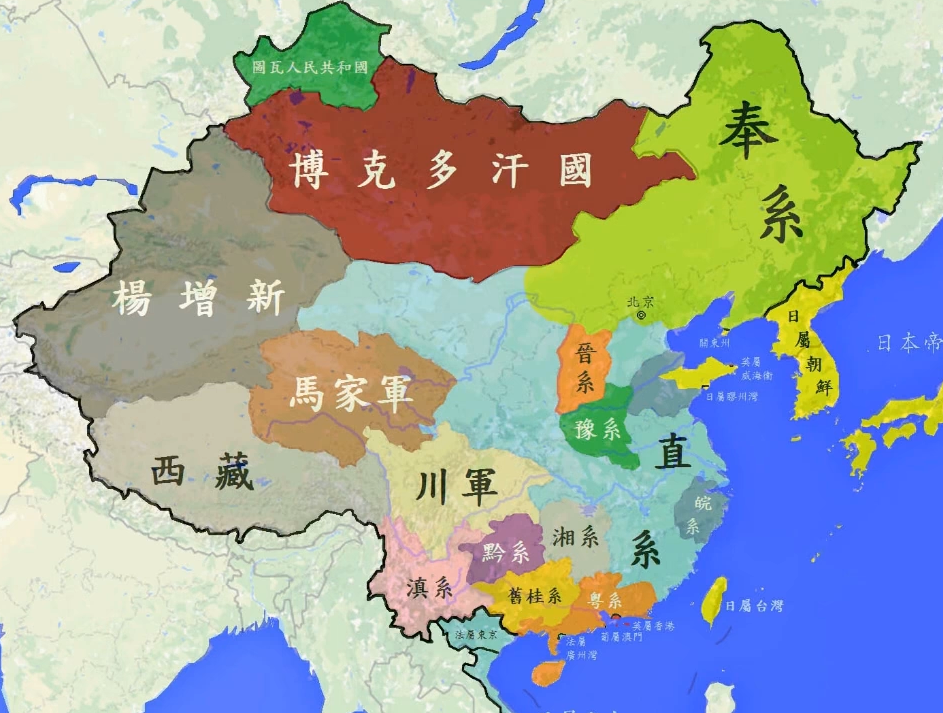 圖瓦人民共和國
博克多汗國
奉系
楊增新
北京
關東州
日屬朝鮮
日本帝
馬家軍
晉系
英屬
威海衛
日屬膠州灣
豫系
直系
西藏
川軍
皖系
黔系
湘系
滇系
舊桂系
粵系
日屬台灣
英屬香港
葡屬澳門
法屬東京
法屬
廣州灣